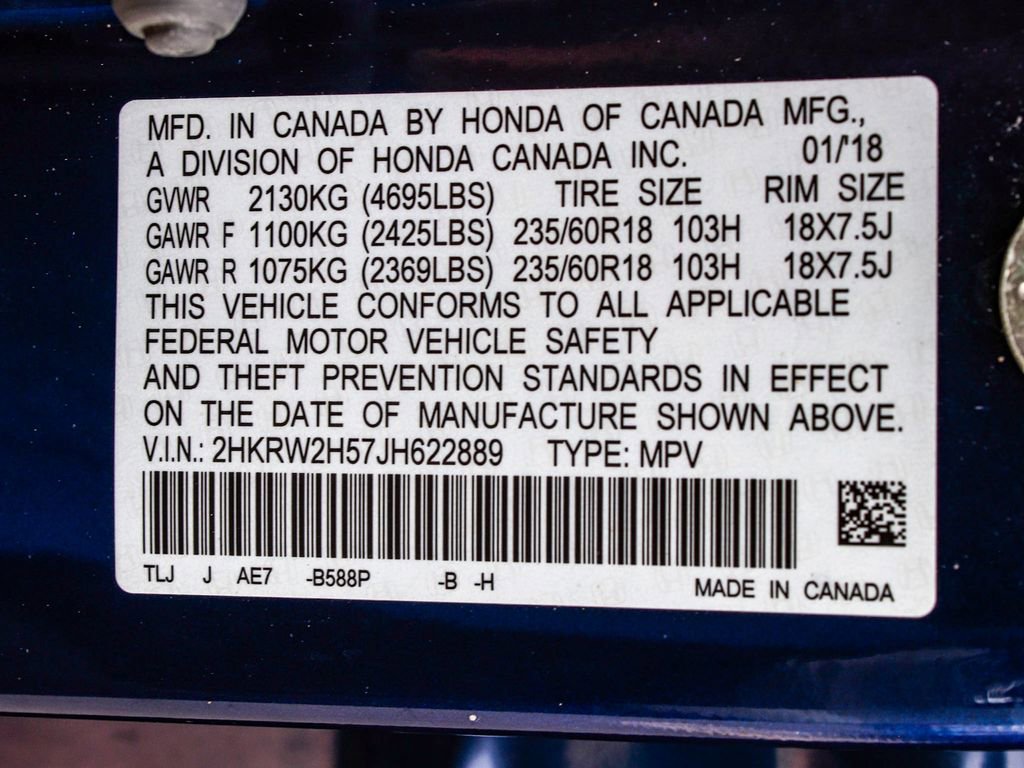 MFD. IN CANADA BY HONDA OF CANADA MFG.,
A DIVISION OF HONDA CANADA INC. 01/'18
GVWR 2130KG (4695LBS) TIRE SIZE RIM SIZE
GAWR F 1100KG (2425LBS) 235/60R18 103H 18X7.5J
GAWR R 1075KG (2369LBS) 235/60R18 103H 18X7.5J
THIS VEHICLE CONFORMS TO ALL APPLICABLE
FEDERAL MOTOR VEHICLE SAFETY
AND THEFT PREVENTION STANDARDS IN EFFECT
ON THE DATE OF MANUFACTURE SHOWN ABOVE.
V.I.N.: 2HKRW2H57JH622889 TYPE: MPV
TLJ J AE7 -B588P -B -H MADE IN CANADA